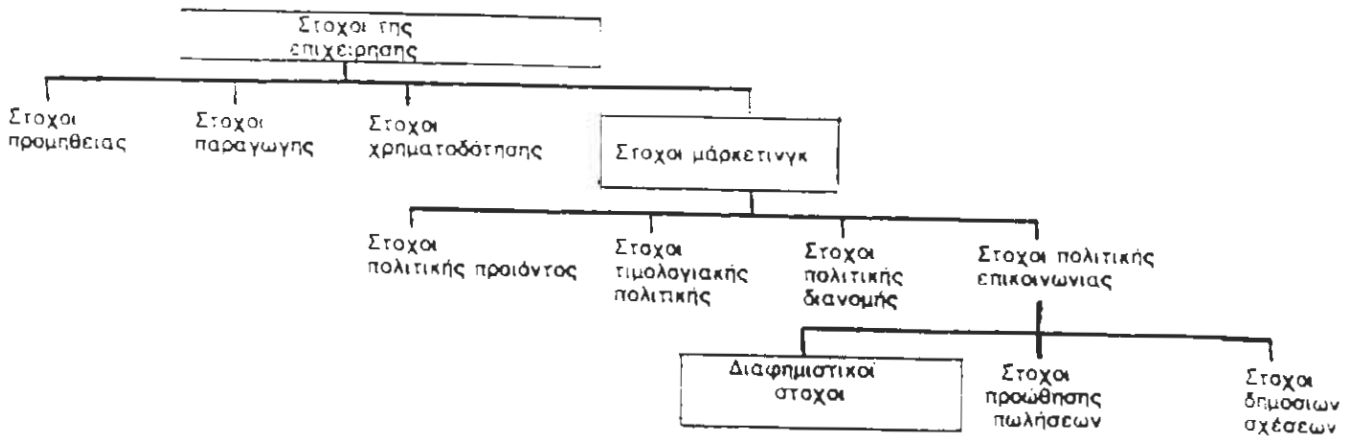 Στοχοι της
επιχειρησης
Στοχοι
προμηθειας
Στοχοι
παραγωγης
Στοχοι
χρηματοδότησης
Στοχοι μάρκετινγκ
Στοχοι
πολιτικής προιόντος
Στοχοι
τιμολογιακής
πολιτικής
Στοχοι
πολιτικής
διανομής
Στοχοι πολιτικής
επικοινωνιας
Διαφημιστικοί
στοχοι
Στοχοι
προώθησης
πωλήσεων
Στοχοι
δημοσιων
σχέσεων